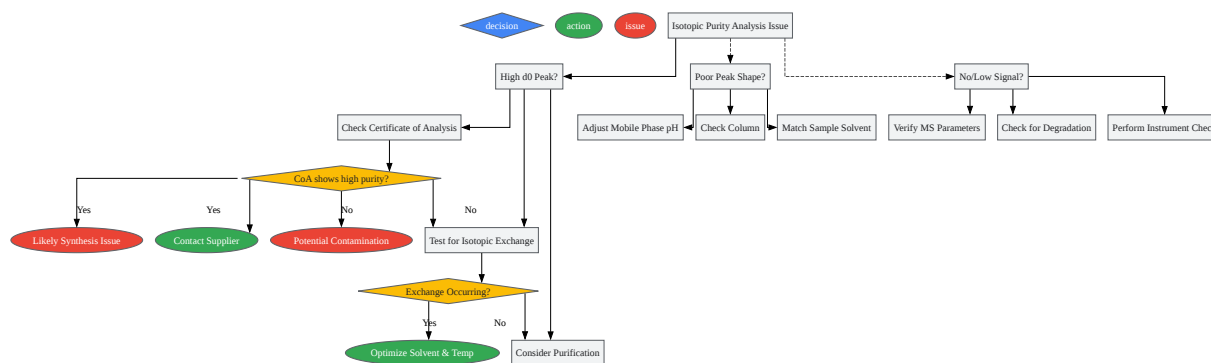 decision
action
issue
Isotopic Purity Analysis Issue
High d0 Peak?
Poor Peak Shape?
No/Low Signal?
Check Certificate of Analysis
Adjust Mobile Phase pH
Check Column
Match Sample Solvent
Verify MS Parameters
Check for Degradation
Perform Instrument Chec
CoA shows high purity?
Yes
Yes
No
No
Likely Synthesis Issue
Contact Supplier
Potential Contamination
Test for Isotopic Exchange
Exchange Occurring?
Yes
No
Optimize Solvent & Temp
Consider Purification